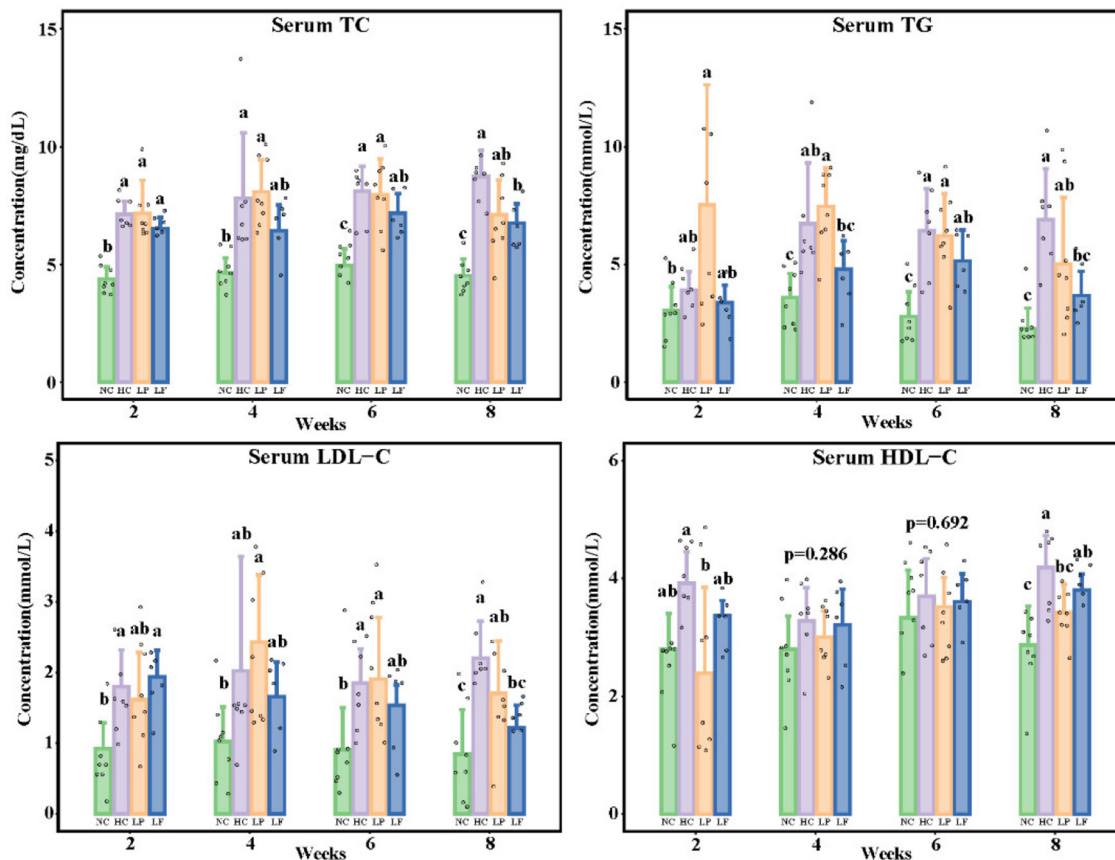 Serum TC
15
10
5
0
Concentration(mg/dL)
b a a a
b a a ab
c a a a
c a ab b
NC HC LP LF NC HC LP LF NC HC LP LF NC HC LP LF
2 4 6 8
Weeks
Serum TG
15
10
5
0
Concentration(mmol/L)
b ab a ab
c ab a bc
c a a ab
c a ab bc
NC HC LP LF NC HC LP LF NC HC LP LF NC HC LP LF
2 4 6 8
Weeks
Serum LDL−C
5
4
3
2
1
0
Concentration(mmol/L)
b a ab a
b ab a ab
b a a ab
c a ab bc
NC HC LP LF NC HC LP LF NC HC LP LF NC HC LP LF
2 4 6 8
Weeks
Serum HDL−C
6
4
2
0
Concentration(mmol/L)
ab a b ab
p=0.286
p=0.692
c a bc ab
NC HC LP LF NC HC LP LF NC HC LP LF NC HC LP LF
2 4 6 8
Weeks